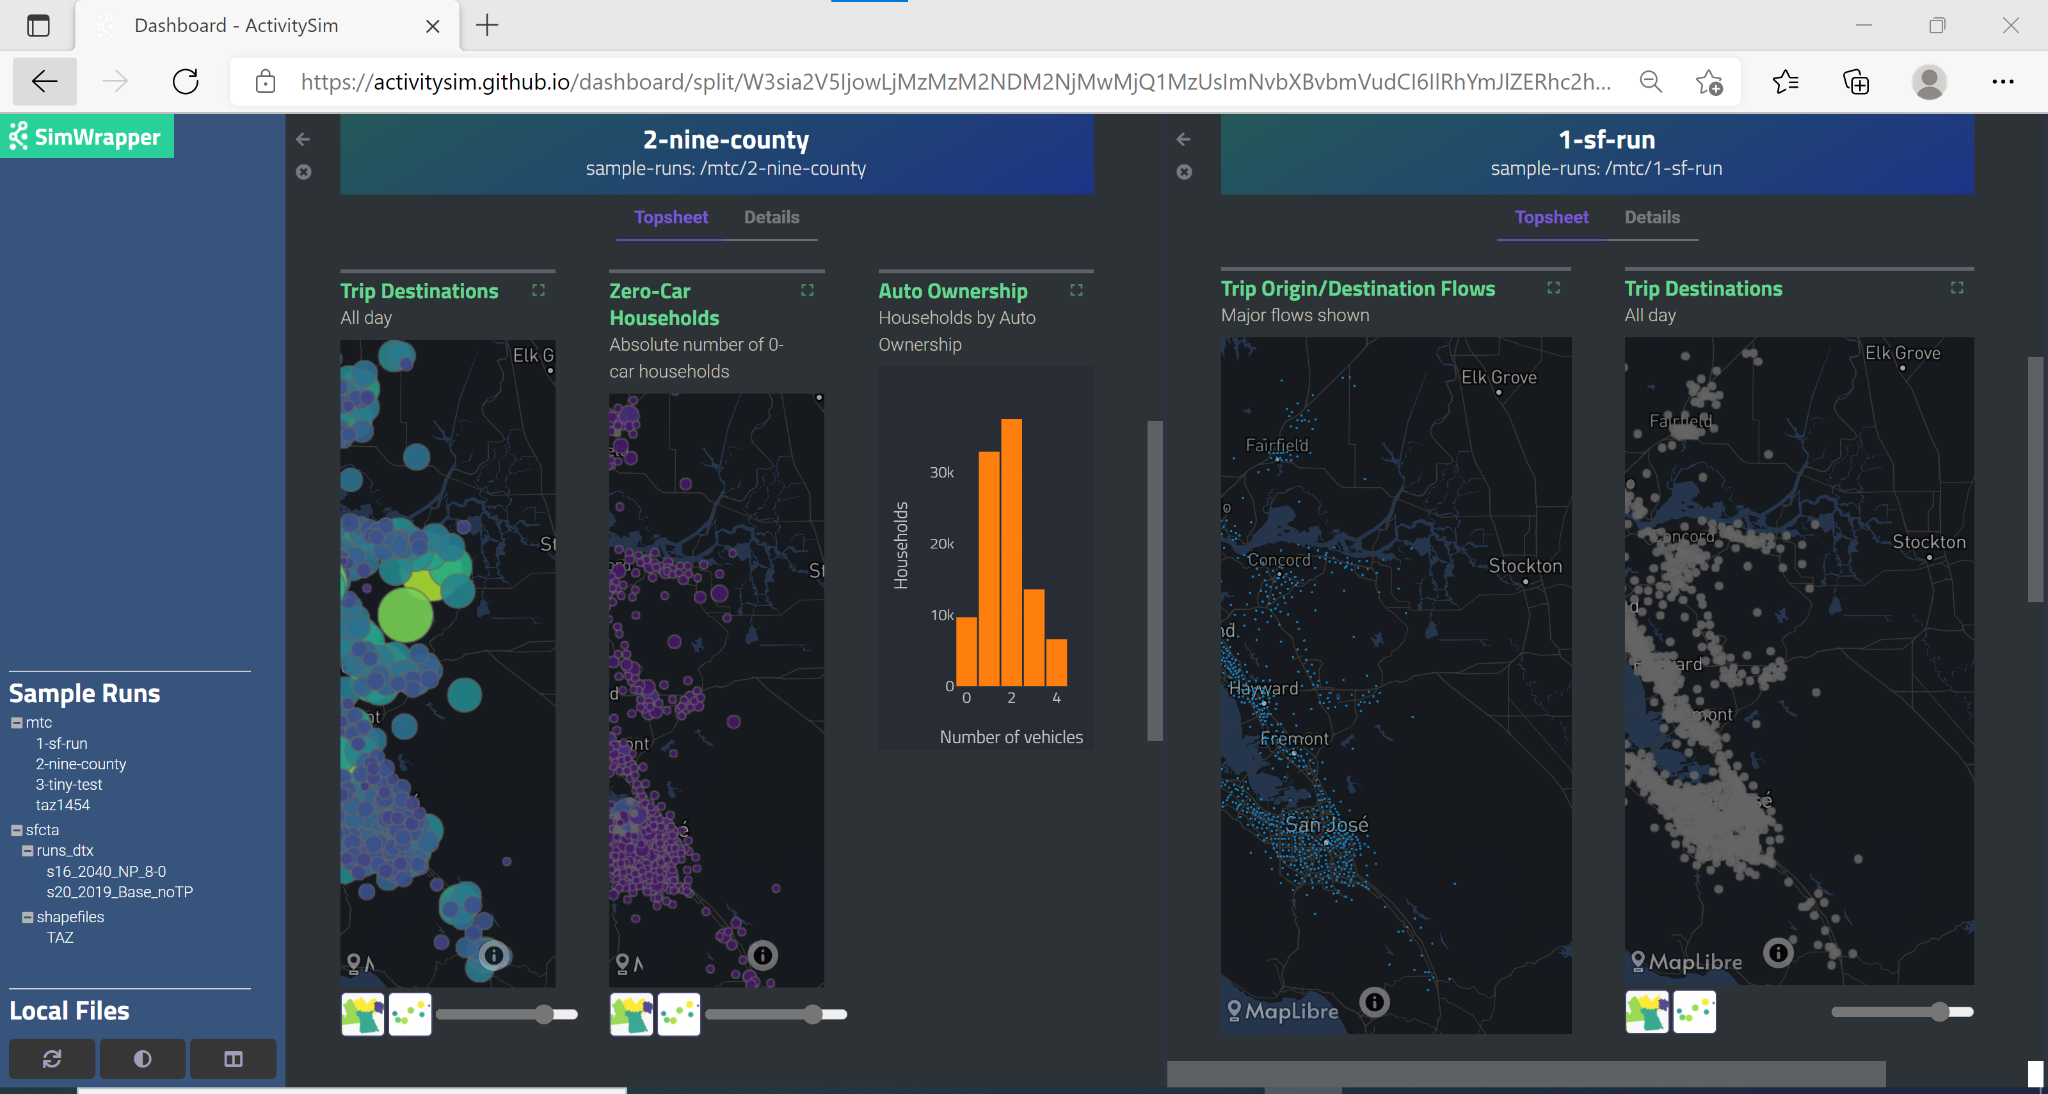 Dashboard - ActivitySim
https://activitysim.github.io/dashboard/split/W3sia2V5IjowLjMzMzM2NDM2NjMwMjQ1MzUsImNvbXBvbmVudCI6IlRhYmJlZERhc2h...
SimWrapper
Sample Runs
mtc
1-sf-run
2-nine-county
3-tiny-test
taz1454
sfcta
runs_dtx
s16_2040_NP_8-0
s20_2019_Base_noTP
shapefiles
TAZ
Local Files
2-nine-county
sample-runs: /mtc/2-nine-county
Topsheet Details
Trip Destinations
All day
Elk G
St
nt
Zero-Car
Households
Absolute number of 0-
car households
St
d
ont
é
Auto Ownership
Households by Auto
Ownership
Households
30k
20k
10k
0
0 2 4
Number of vehicles
1-sf-run
sample-runs: /mtc/1-sf-run
Topsheet Details
Trip Origin/Destination Flows
Major flows shown
Elk Grove
Fairfield
Concord
Stockton
nd
Hayward
Fremont
San José
MapLibre
Trip Destinations
All day
Elk Grove
Fairfield
oncord
Stockton
d
mont
sé
MapLibre